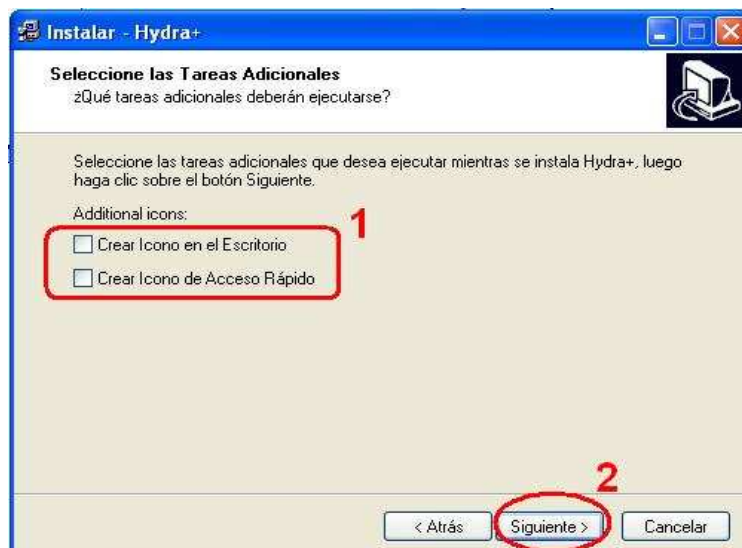 Instalar - Hydra+
Seleccione las Tareas Adicionales
żQué tareas adicionales deberán ejecutarse?
Seleccione las tareas adicionales que desea ejecutar mientras se instala Hydra+, luego
haga clic sobre el botón Siguiente.
Additional icons:
1
Crear Icono en el Escritorio
Crear Icono de Acceso Rápido
2
< Atrás
Siguiente >
Cancelar